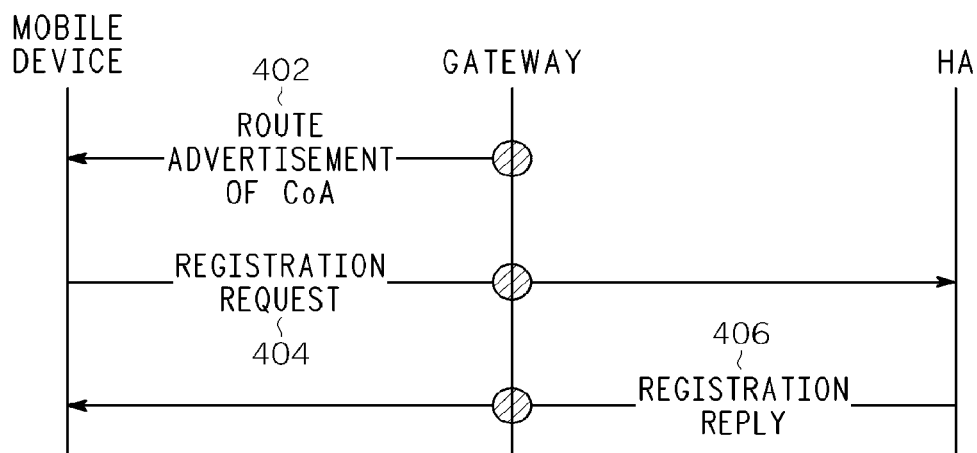 MOBILE
DEVICE
GATEWAY
HA
402
ROUTE
ADVERTISEMENT
OF CoA
REGISTRATION
REQUEST
404
406
REGISTRATION
REPLY